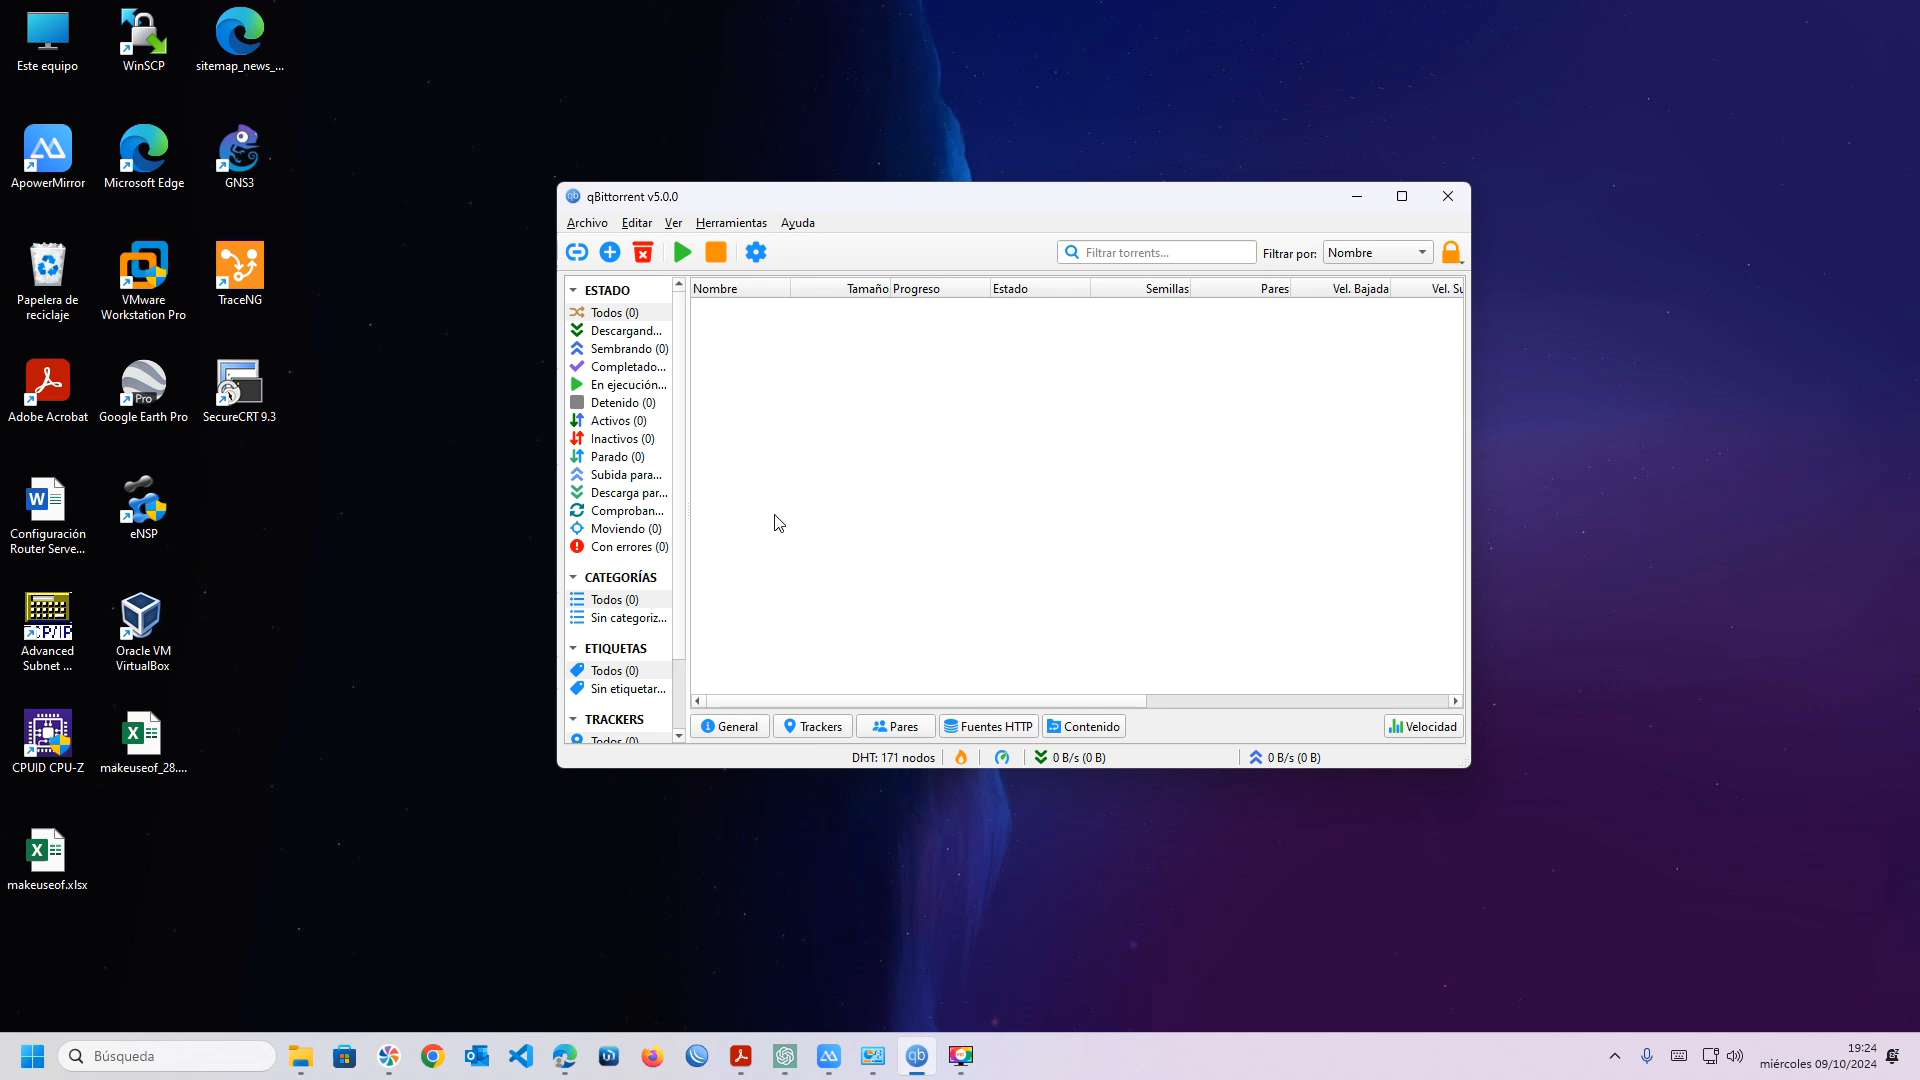 Este equipo
WinSCP
sitemap_news_...
ApowerMirror
Microsoft Edge
GNS3
Papelera de
reciclaje
VMware
Workstation Pro
TraceNG
Adobe Acrobat
Pro
Google Earth Pro
SecureCRT 9.3
Configuración
Router Serve...
eNSP
Advanced
Subnet ...
Oracle VM
VirtualBox
CPUID CPU-Z
makeuseof_28....
makeuseof.xlsx
qBittorrent v5.0.0
Archivo Editar Ver Herramientas Ayuda
Filtrar torrents...
Filtrar por:
Nombre
ESTADO
Todos (0)
Descargand...
Sembrando (0)
Completado...
En ejecución...
Detenido (0)
Activos (0)
Inactivos (0)
Parado (0)
Subida para...
Descarga par...
Comproban...
Moviendo (0)
Con errores (0)
CATEGORÍAS
Todos (0)
Sin categoriz...
ETIQUETAS
Todos (0)
Sin etiquetar...
TRACKERS
Todos (0)
Nombre Tamaño Progreso Estado Semillas Pares Vel. Bajada Vel. Su
General Trackers Pares Fuentes HTTP Contenido Velocidad
DHT: 171 nodos 0 B/s (0 B) 0 B/s (0 B)
Búsqueda
19:24
miércoles 09/10/2024